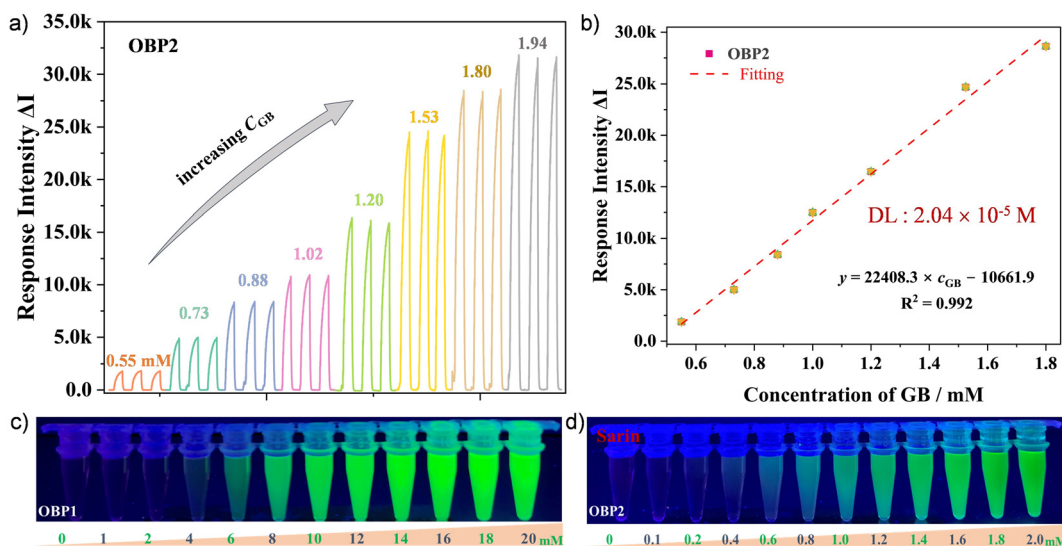 a)
OBP2
Response Intensity ΔI
35.0k
30.0k
25.0k
20.0k
15.0k
10.0k
5.0k
0.0
increasing C_GB
0.55 mM
0.73
0.88
1.02
1.20
1.53
1.80
1.94
b)
OBP2
Fitting
Response Intensity ΔI
30.0k
25.0k
20.0k
15.0k
10.0k
5.0k
0.0k
DL : 2.04 × 10⁻⁵ M
y = 22408.3 × c_GB − 10661.9
R² = 0.992
0.6 0.8 1.0 1.2 1.4 1.6 1.8
Concentration of GB / mM
c)
OBP1
0 1 2 4 6 8 10 12 14 16 18 20 mM
d)
Sarin
OBP2
0 0.1 0.2 0.4 0.6 0.8 1.0 1.2 1.4 1.6 1.8 2.0 mM